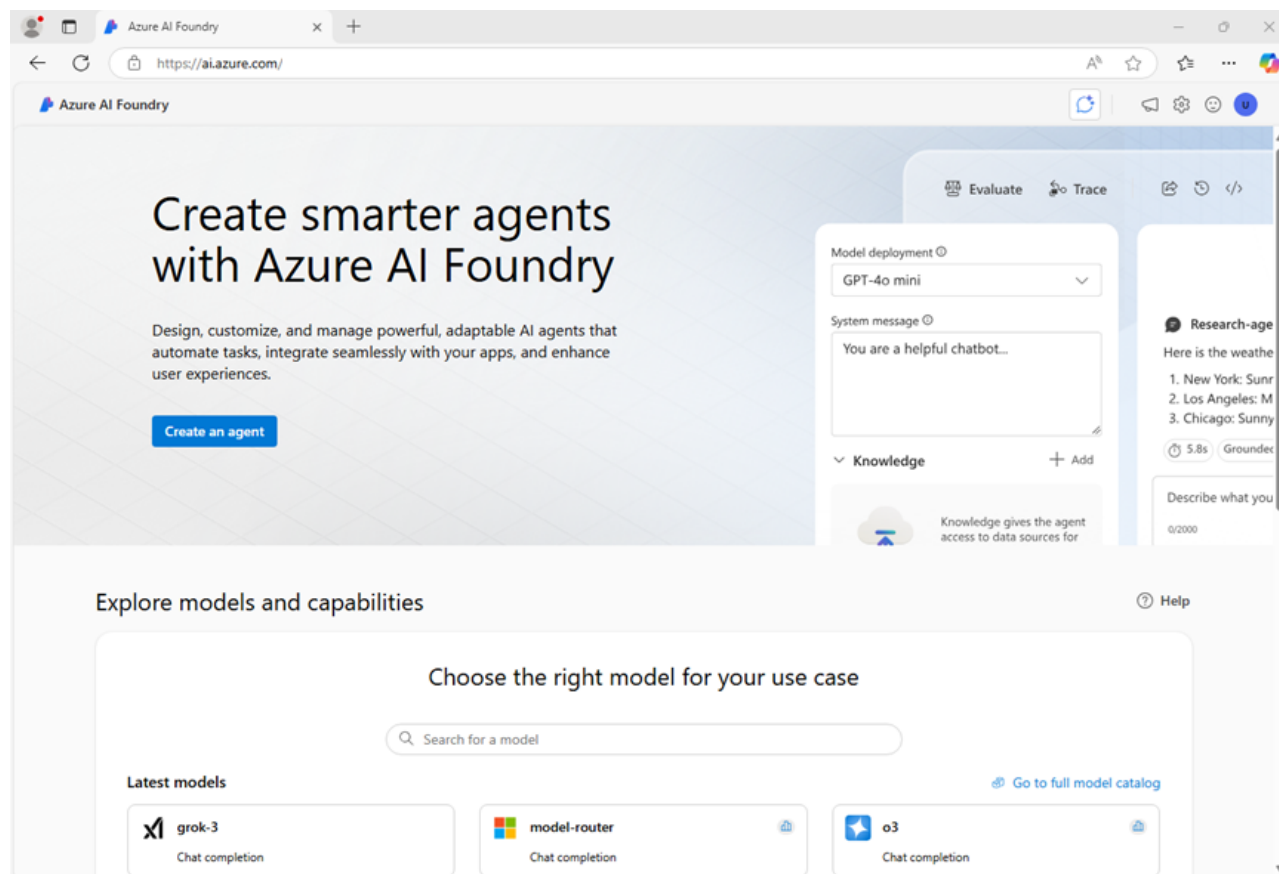 Azure AI Foundry
https://ai.azure.com/
Azure AI Foundry
U
Create smarter agents
with Azure AI Foundry
Design, customize, and manage powerful, adaptable AI agents that
automate tasks, integrate seamlessly with your apps, and enhance
user experiences.
Create an agent
Evaluate
Trace
Model deployment
GPT-4o mini
System message
You are a helpful chatbot...
Knowledge
Add
Knowledge gives the agent
access to data sources for
Research-age
Here is the weathe
1. New York: Sunr
2. Los Angeles: M
3. Chicago: Sunny
5.8s
Grounded
Describe what you
0/2000
Explore models and capabilities
Help
Choose the right model for your use case
Search for a model
Latest models
Go to full model catalog
grok-3
Chat completion
model-router
Chat completion
o3
Chat completion